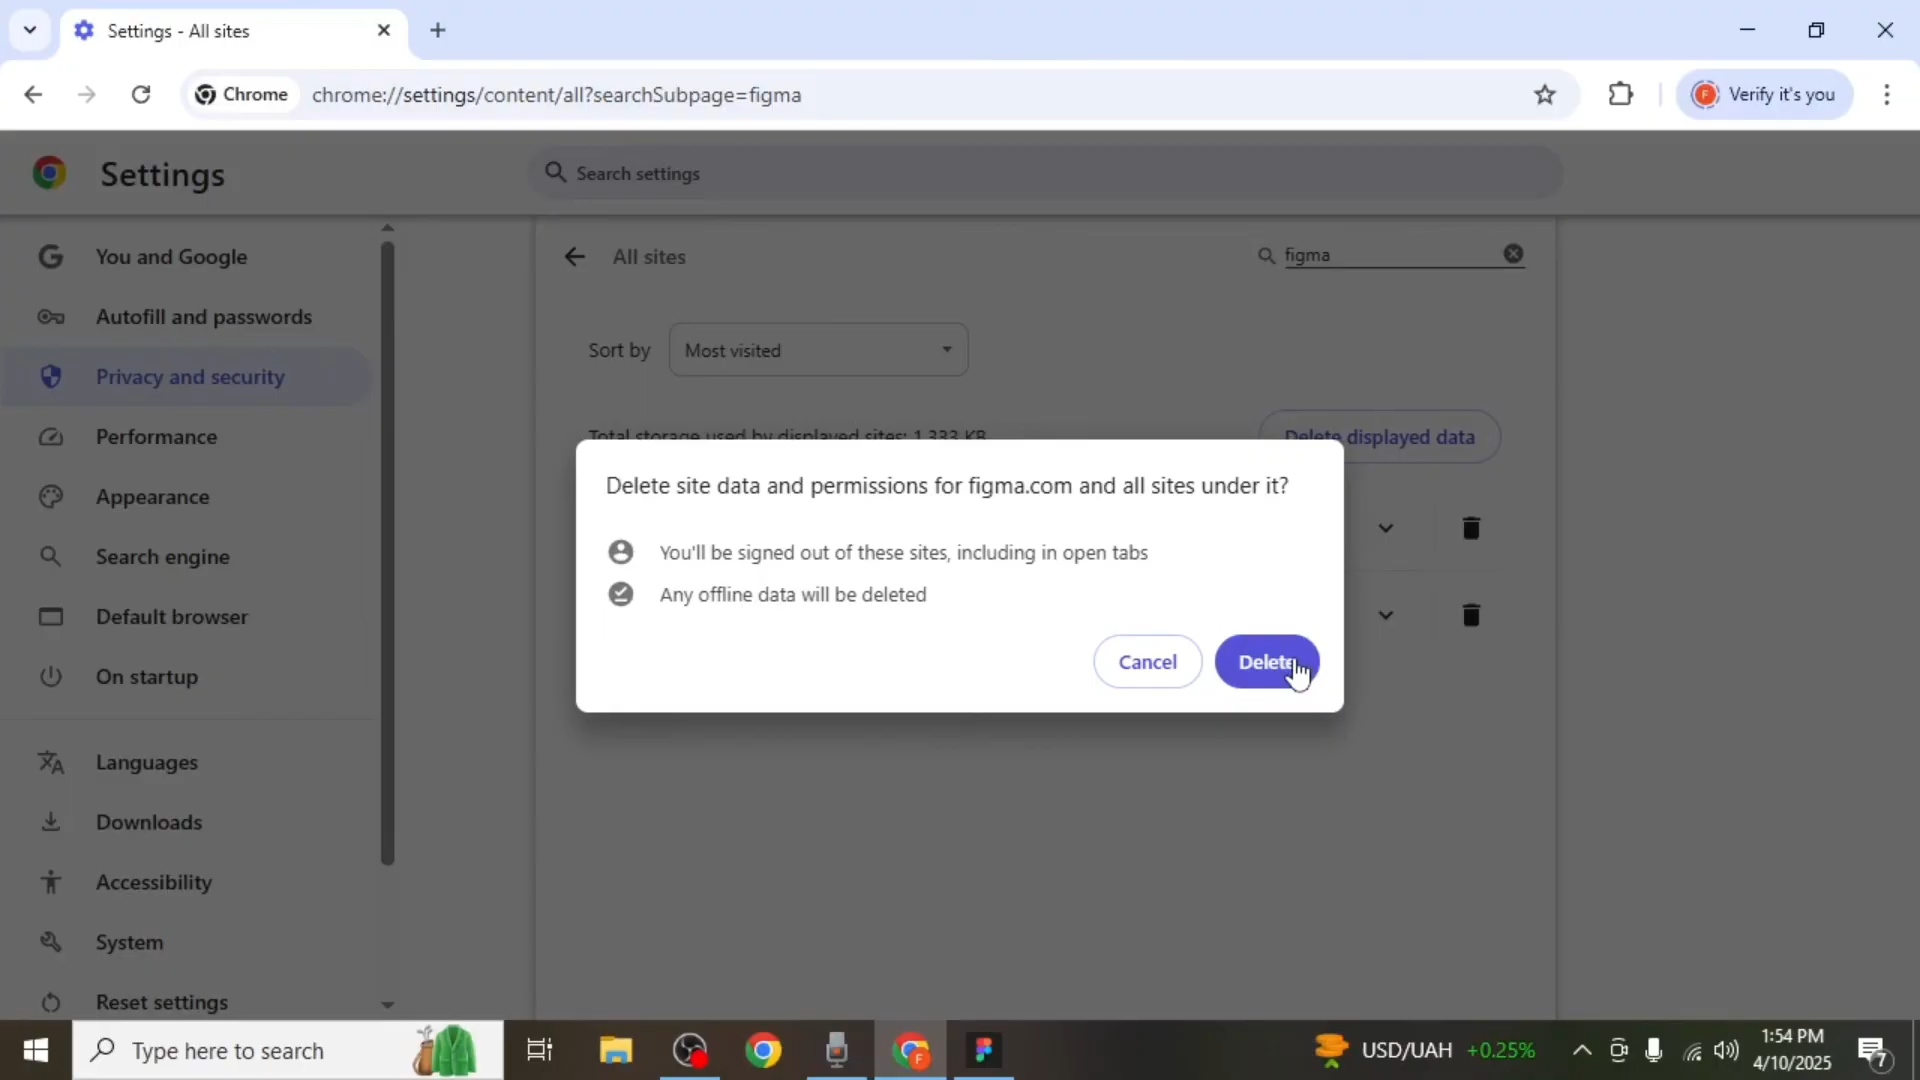 Settings - All sites
Chrome
chrome://settings/content/all?searchSubpage=figma
Verify it's you
Settings
Search settings
You and Google
Autofill and passwords
Privacy and security
Performance
Appearance
Search engine
Default browser
On startup
Languages
Downloads
Accessibility
System
Reset settings
All sites
figma
Sort by
Most visited
Total storage used by displayed sites: 1,333 KB
Delete displayed data
Delete site data and permissions for figma.com and all sites under it?
You'll be signed out of these sites, including in open tabs
Any offline data will be deleted
Cancel
Delete
Type here to search
USD/UAH +0.25%
1:54 PM
4/10/2025
7